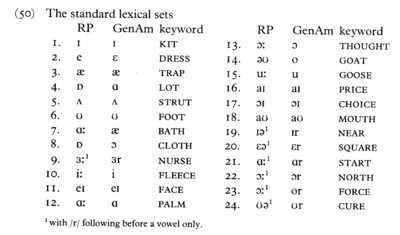 (50) The standard lexical sets
RP GenAm keyword
1. ɪ ɪ KIT
2. e ɛ DRESS
3. æ æ TRAP
4. ɒ ɑ LOT
5. ʌ ʌ STRUT
6. ʊ ʊ FOOT
7. ɑː æ BATH
8. ɒ ɔ CLOTH
9. ɜː¹ ɜr NURSE
10. iː i FLEECE
11. eɪ eɪ FACE
12. ɑː ɑ PALM
RP GenAm keyword
13. ɔː ɔ THOUGHT
14. əʊ o GOAT
15. uː u GOOSE
16. aɪ aɪ PRICE
17. ɔɪ ɔɪ CHOICE
18. aʊ aʊ MOUTH
19. ɪə¹ ɪr NEAR
20. ɛə¹ ɛr SQUARE
21. ɑː¹ ɑr START
22. ɔː¹ ɔr NORTH
23. ɔː¹ or FORCE
24. ʊə¹ ʊr CURE
¹ with /r/ following before a vowel only.